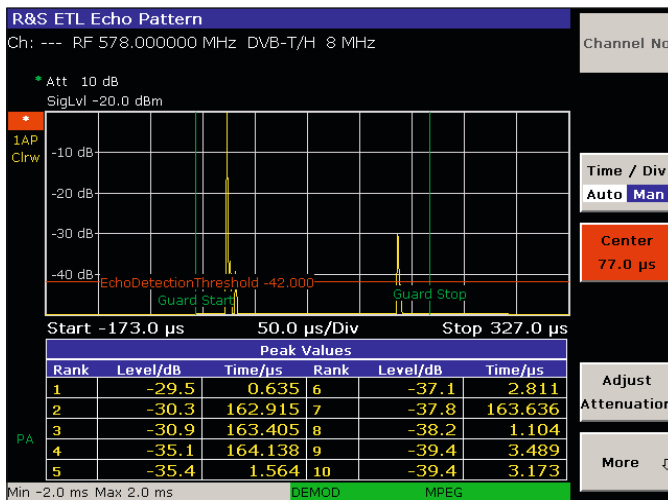 R&S ETL Echo Pattern
Ch: --- RF 578.000000 MHz DVB-T/H 8 MHz
Channel No
* Att 10 dB
SigLvl -20.0 dBm
*
1AP
Clrw
-10 dB
-20 dB
-30 dB
-40 dB
EchoDetectionThreshold -42.000
Guard Start
Guard Stop
Time / Div
Auto Man
Center
77.0 µs
Start -173.0 µs 50.0 µs/Div Stop 327.0 µs
Peak Values
Rank Level/dB Time/µs Rank Level/dB Time/µs
1 -29.5 0.635 6 -37.1 2.811
2 -30.3 162.915 7 -37.8 163.636
3 -30.9 163.405 8 -38.2 1.104
4 -35.1 164.138 9 -39.4 3.489
5 -35.4 1.564 10 -39.4 3.173
PA
Adjust
Attenuation
More
Min -2.0 ms Max 2.0 ms DEMOD MPEG